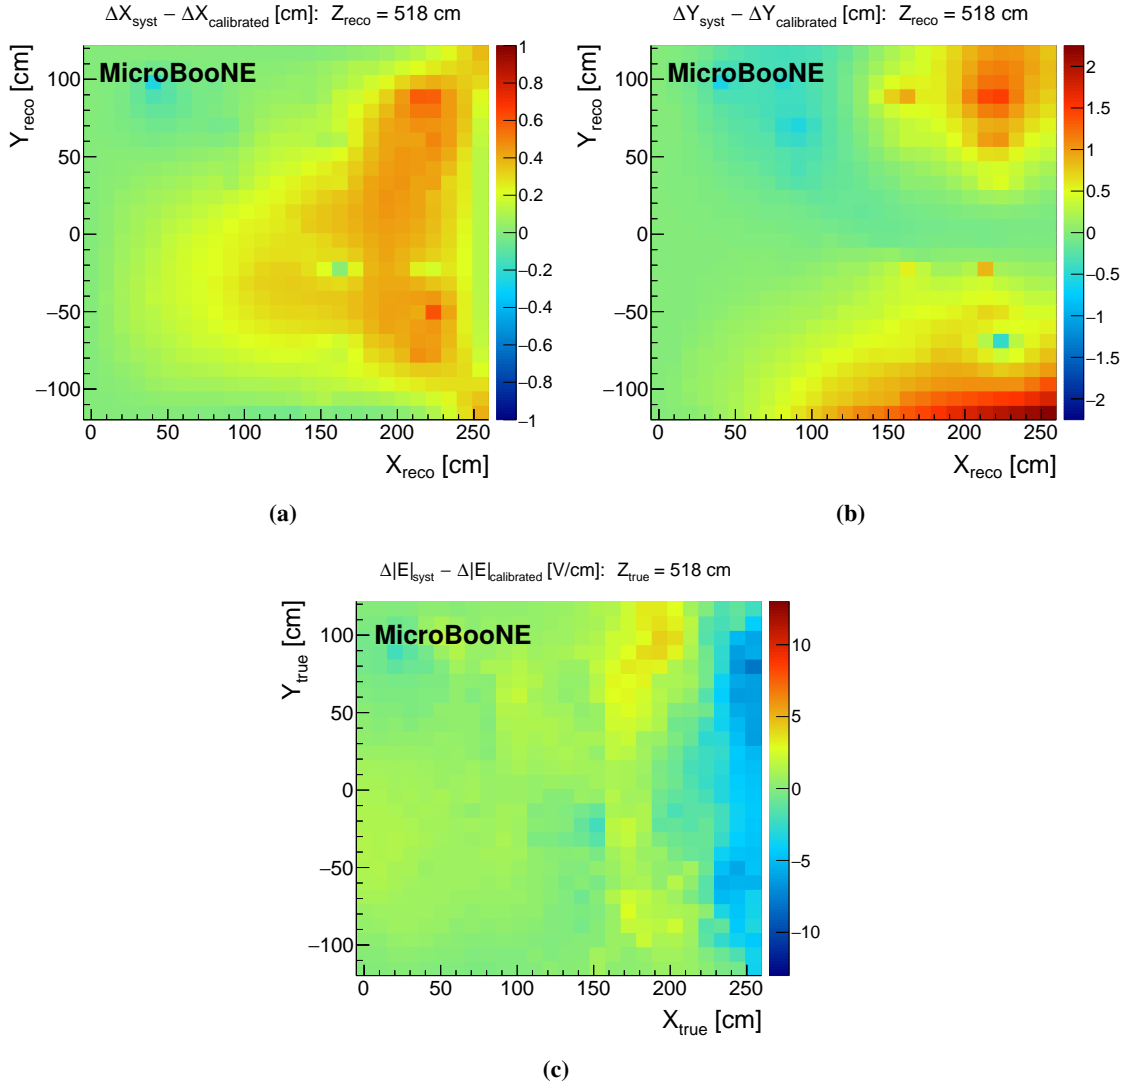 ΔX_syst − ΔX_calibrated [cm]: Z_reco = 518 cm
MicroBooNE
Y_reco [cm]
100
50
0
−50
−100
0 50 100 150 200 250
X_reco [cm]
1
0.8
0.6
0.4
0.2
0
−0.2
−0.4
−0.6
−0.8
−1
(a)
ΔY_syst − ΔY_calibrated [cm]: Z_reco = 518 cm
MicroBooNE
Y_reco [cm]
100
50
0
−50
−100
0 50 100 150 200 250
X_reco [cm]
2
1.5
1
0.5
0
−0.5
−1
−1.5
−2
(b)
Δ|E|_syst − Δ|E|_calibrated [V/cm]: Z_true = 518 cm
MicroBooNE
Y_true [cm]
100
50
0
−50
−100
0 50 100 150 200 250
X_true [cm]
10
5
0
−5
−10
(c)